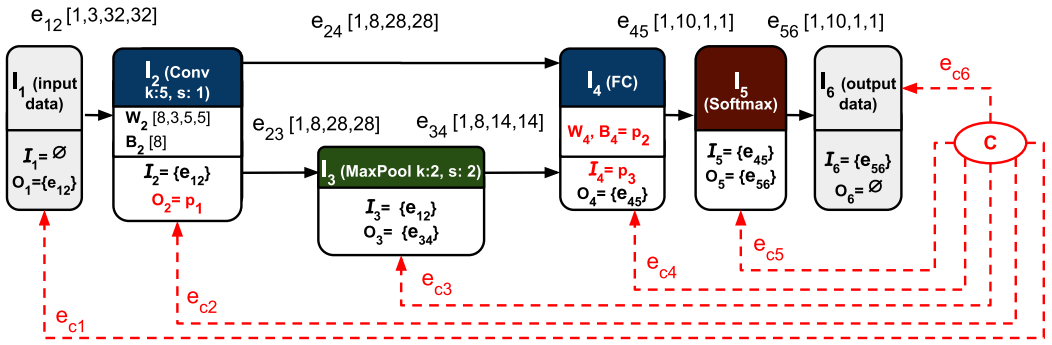 e12 [1,3,32,32]
e24 [1,8,28,28]
e45 [1,10,1,1]
e56 [1,10,1,1]
I1 (input
data)
I1= ∅
O1={e12}
I2 (Conv
k:5, s: 1)
W2 [8,3,5,5]
B2 [8]
I2= {e12}
O2= p1
e23 [1,8,28,28]
e34 [1,8,14,14]
I3 (MaxPool k:2, s: 2)
I3= {e12}
O3= {e34}
I4 (FC)
W4, B4= p2
I4= p3
O4= {e45}
I5
(Softmax)
I5= {e45}
O5= {e56}
I6 (output
data)
I6= {e56}
O6= ∅
ec6
C
ec5
ec4
ec3
ec2
ec1